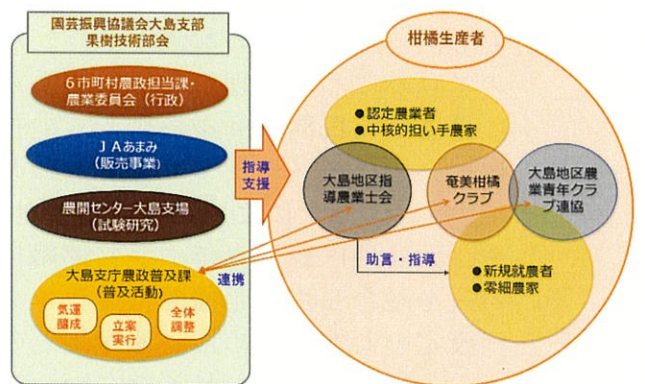 園芸振興協議会大島支部
果樹技術部会
6市町村農政担当課・
農業委員会（行政）
ＪＡあまみ
（販売事業）
農開センター大島支場
（試験研究）
大島支庁農政普及課
（普及活動）
気運
醸成
立案
実行
全体
調整
指導
支援
連携
柑橘生産者
●認定農業者
●中核的担い手農家
大島地区指
導農業士会
奄美柑橘
クラブ
大島地区農
業青年クラ
ブ連協
助言・指導
●新規就農者
●零細農家